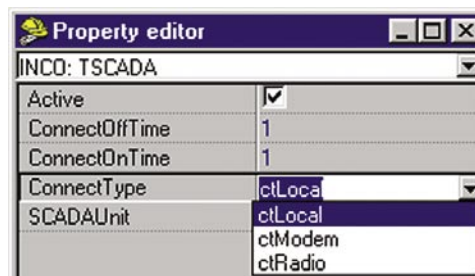 Property editor
INCO: TSCADA
Active
ConnectOffTime 1
ConnectOnTime 1
ConnectType ctLocal
SCADAUnit ctLocal
ctModem
ctRadio